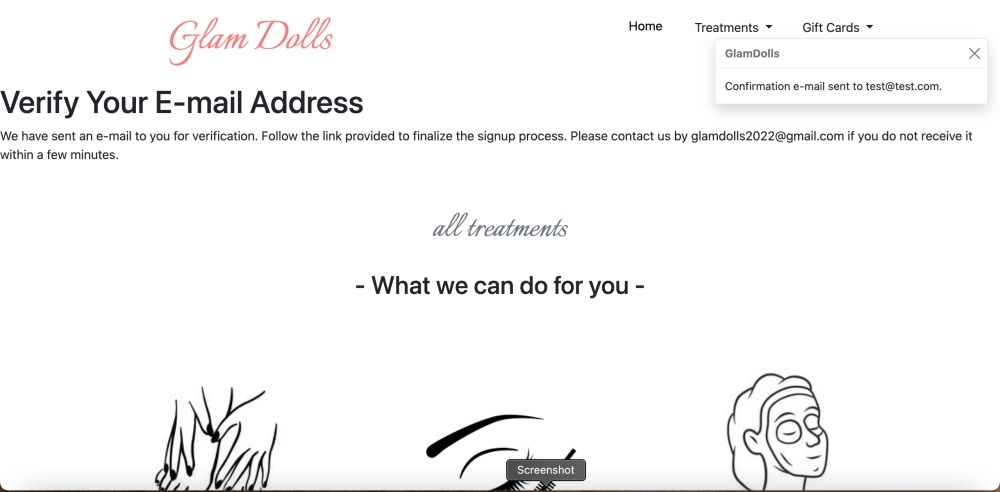 Glam Dolls
Home
Treatments
Gift Cards
GlamDolls
Confirmation e-mail sent to test@test.com.
Verify Your E-mail Address
We have sent an e-mail to you for verification. Follow the link provided to finalize the signup process. Please contact us by glamdolls2022@gmail.com if you do not receive it
within a few minutes.
all treatments
- What we can do for you -
Screenshot